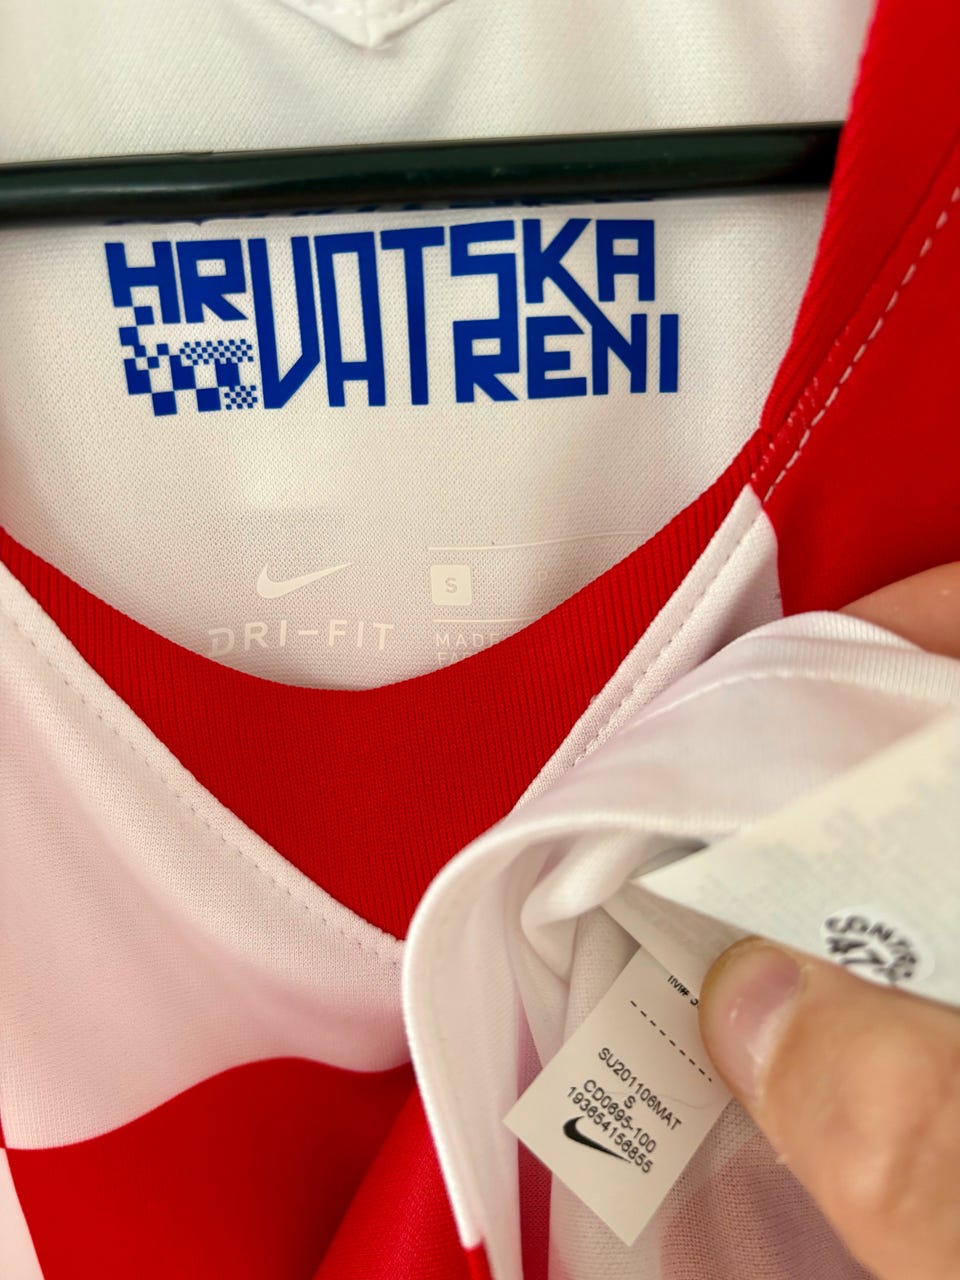 HRVATSKA
VATRENI
DRI-FIT
S
MADE
SU201106MAT
S
CD0695-100
193654156855